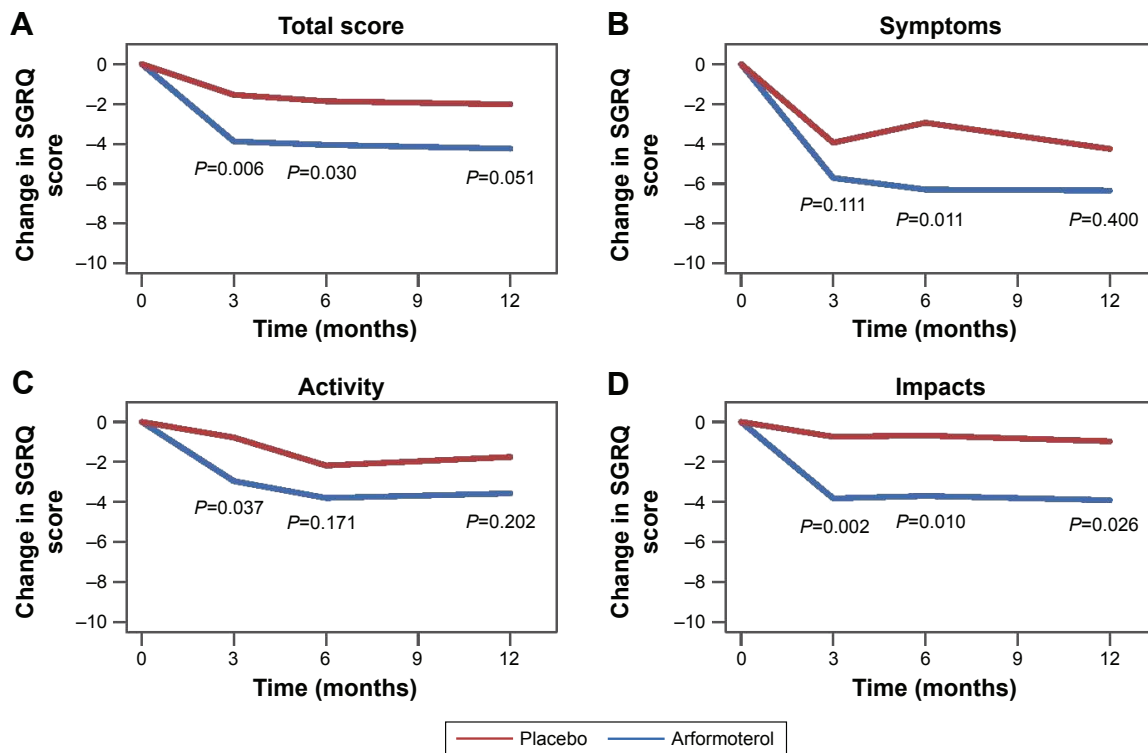 A
Total score
Change in SGRQ
score
0
–2
–4
–6
–8
–10
P=0.006
P=0.030
P=0.051
0
3
6
9
12
Time (months)
B
Symptoms
Change in SGRQ
score
0
–2
–4
–6
–8
–10
P=0.111
P=0.011
P=0.400
0
3
6
9
12
Time (months)
C
Activity
Change in SGRQ
score
0
–2
–4
–6
–8
–10
P=0.037
P=0.171
P=0.202
0
3
6
9
12
Time (months)
D
Impacts
Change in SGRQ
score
0
–2
–4
–6
–8
–10
P=0.002
P=0.010
P=0.026
0
3
6
9
12
Time (months)
Placebo
Arformoterol